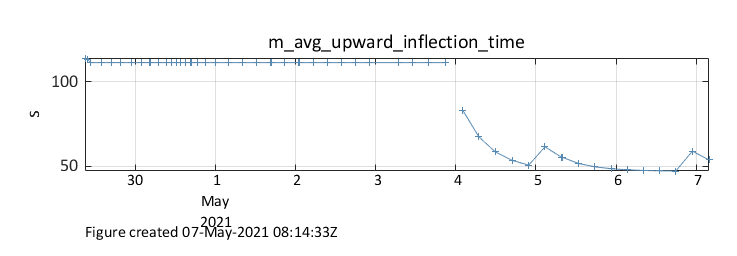 m_avg_upward_inflection_time
100
50
s
30 1 2 3 4 5 6 7
May
2021
Figure created 07-May-2021 08:14:33Z